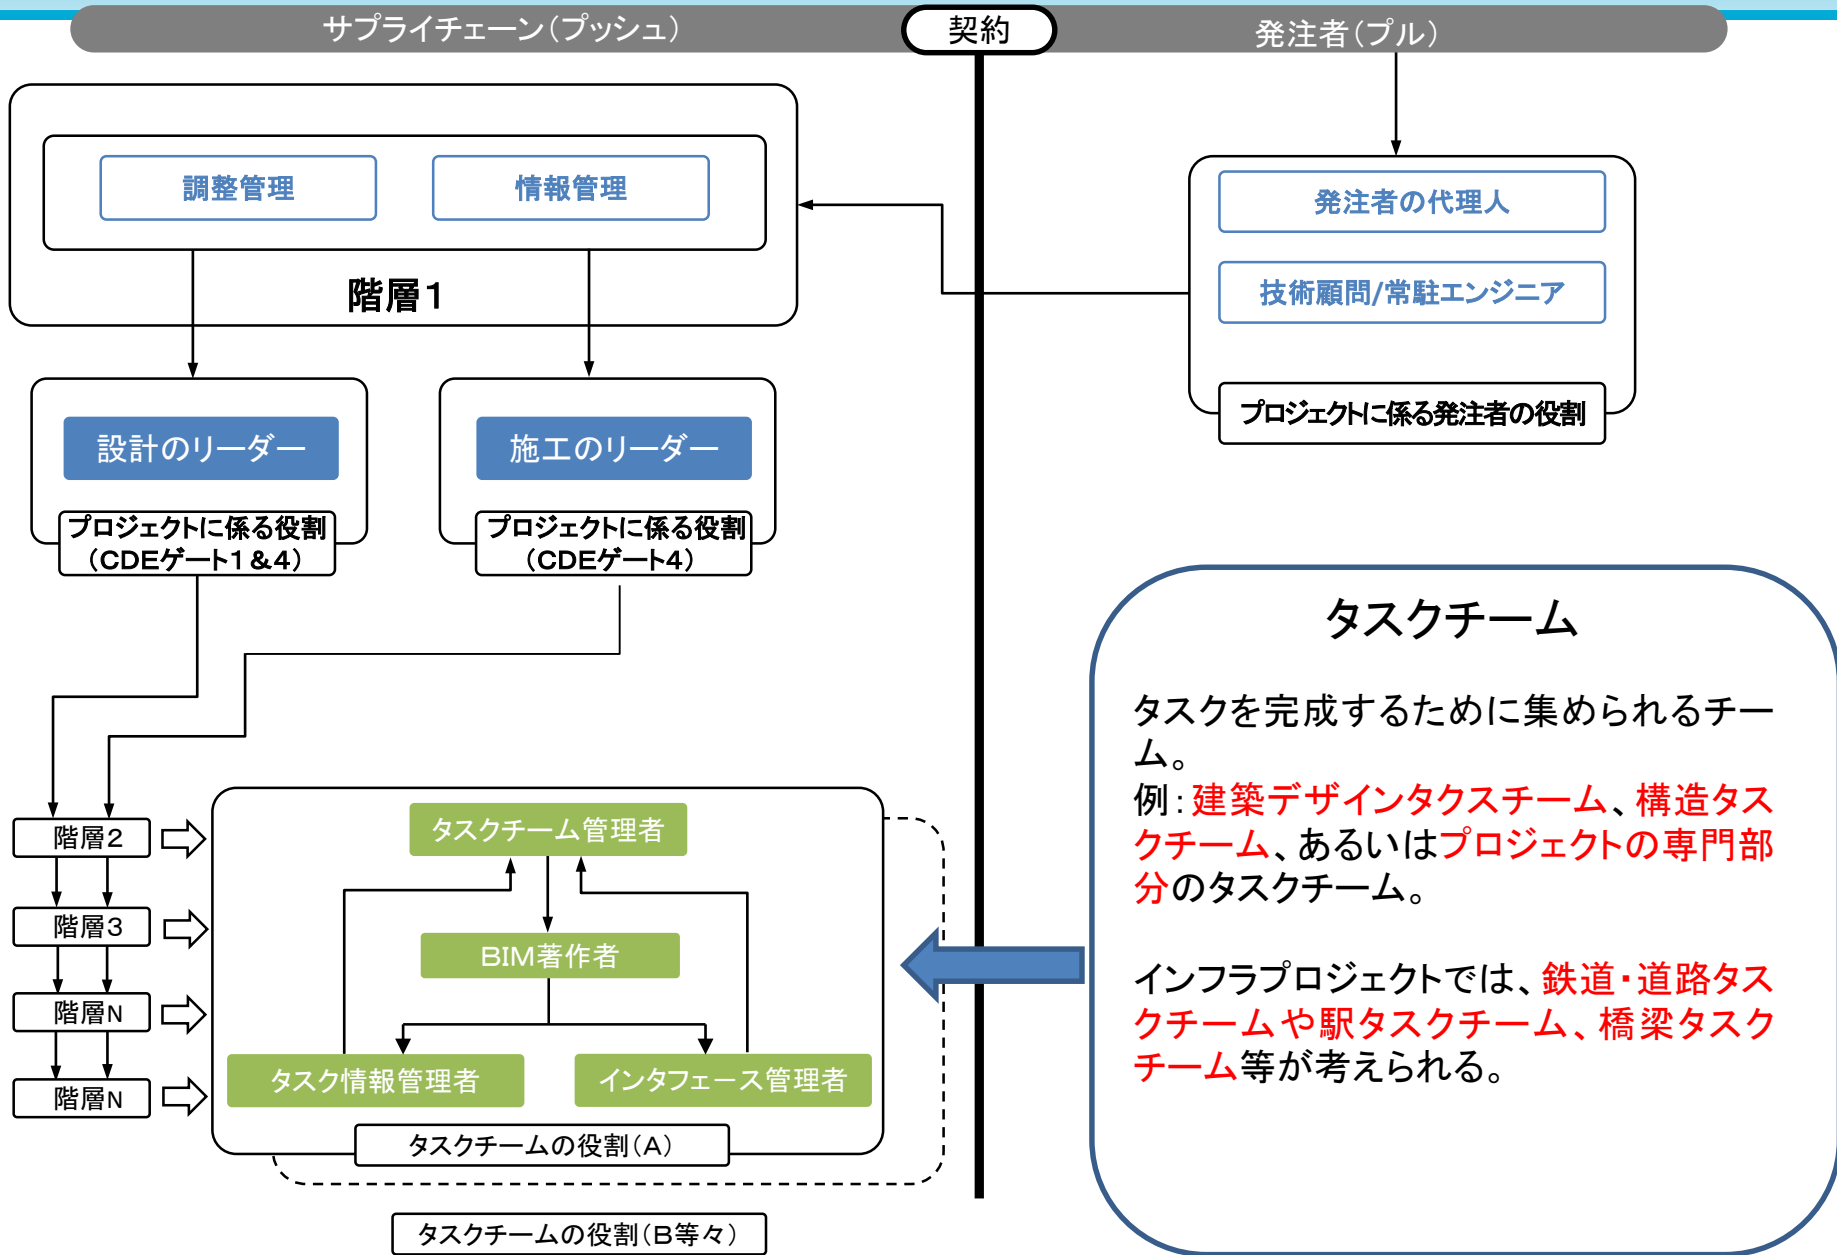 サプライチェーン(プッシュ)
契約
発注者(プル)
調整管理
情報管理
階層1
発注者の代理人
技術顧問/常駐エンジニア
プロジェクトに係る発注者の役割
設計のリーダー
プロジェクトに係る役割
(CDEゲート1&4)
施工のリーダー
プロジェクトに係る役割
(CDEゲート4)
階層2
階層3
階層N
階層N
タスクチーム管理者
BIM著作者
タスク情報管理者
インタフェース管理者
タスクチームの役割(A)
タスクチームの役割(B等々)
タスクチーム
タスクを完成するために集められるチー
ム。
例:建築デザインタクスチーム、構造タス
クチーム、あるいはプロジェクトの専門部
分のタスクチーム。
インフラプロジェクトでは、鉄道・道路タス
クチームや駅タスクチーム、橋梁タスク
チーム等が考えられる。